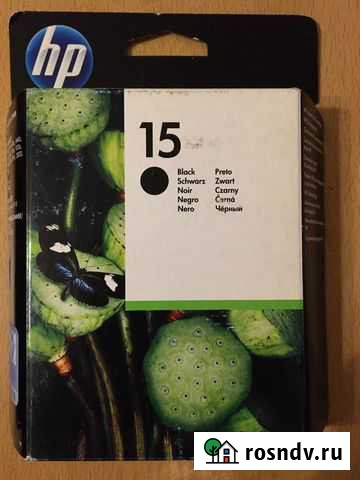 hp
15
Black Preto
Schwarz Zwart
Noir Czarny
Negro Černá
Nero Чёрный
rosndv.ru